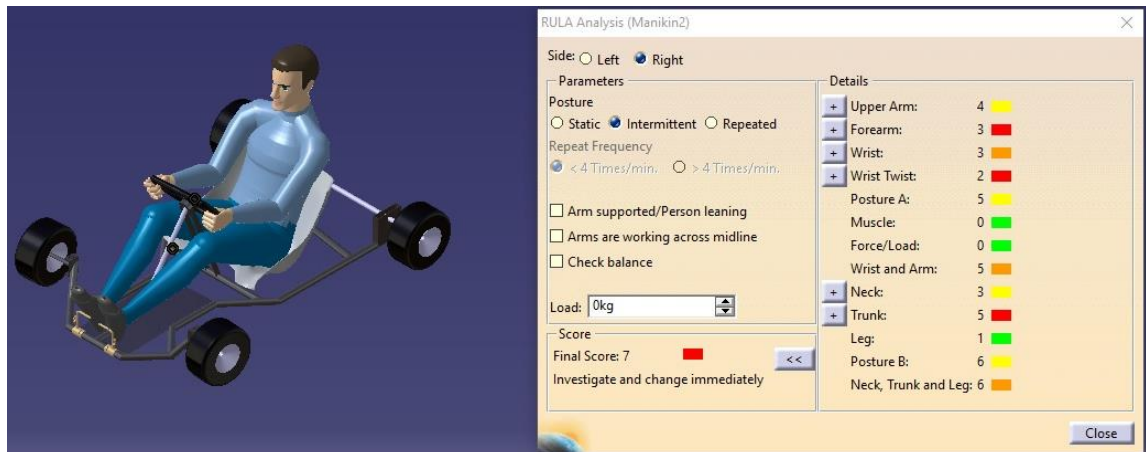 RULA Analysis (Manikin2)
Side: Left Right
Parameters
Posture
Static Intermittent Repeated
Repeat Frequency
< 4 Times/min. > 4 Times/min.
Arm supported/Person leaning
Arms are working across midline
Check balance
Load: 0kg
Score
Final Score: 7
<<
Investigate and change immediately
Details
+ Upper Arm: 4
+ Forearm: 3
+ Wrist: 3
+ Wrist Twist: 2
Posture A: 5
Muscle: 0
Force/Load: 0
Wrist and Arm: 5
+ Neck: 3
+ Trunk: 5
Leg: 1
Posture B: 6
Neck, Trunk and Leg: 6
Close